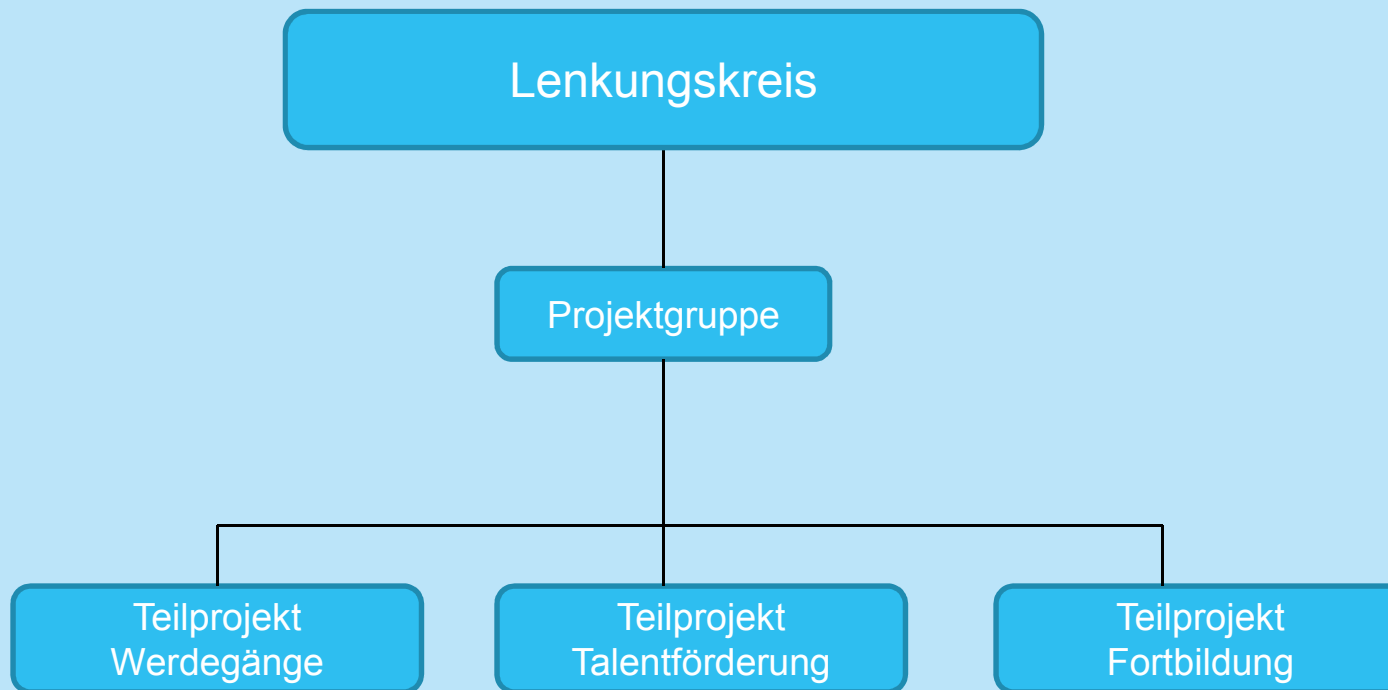 Lenkungskreis
Projektgruppe
Teilprojekt
Werdegänge
Teilprojekt
Talentförderung
Teilprojekt
Fortbildung